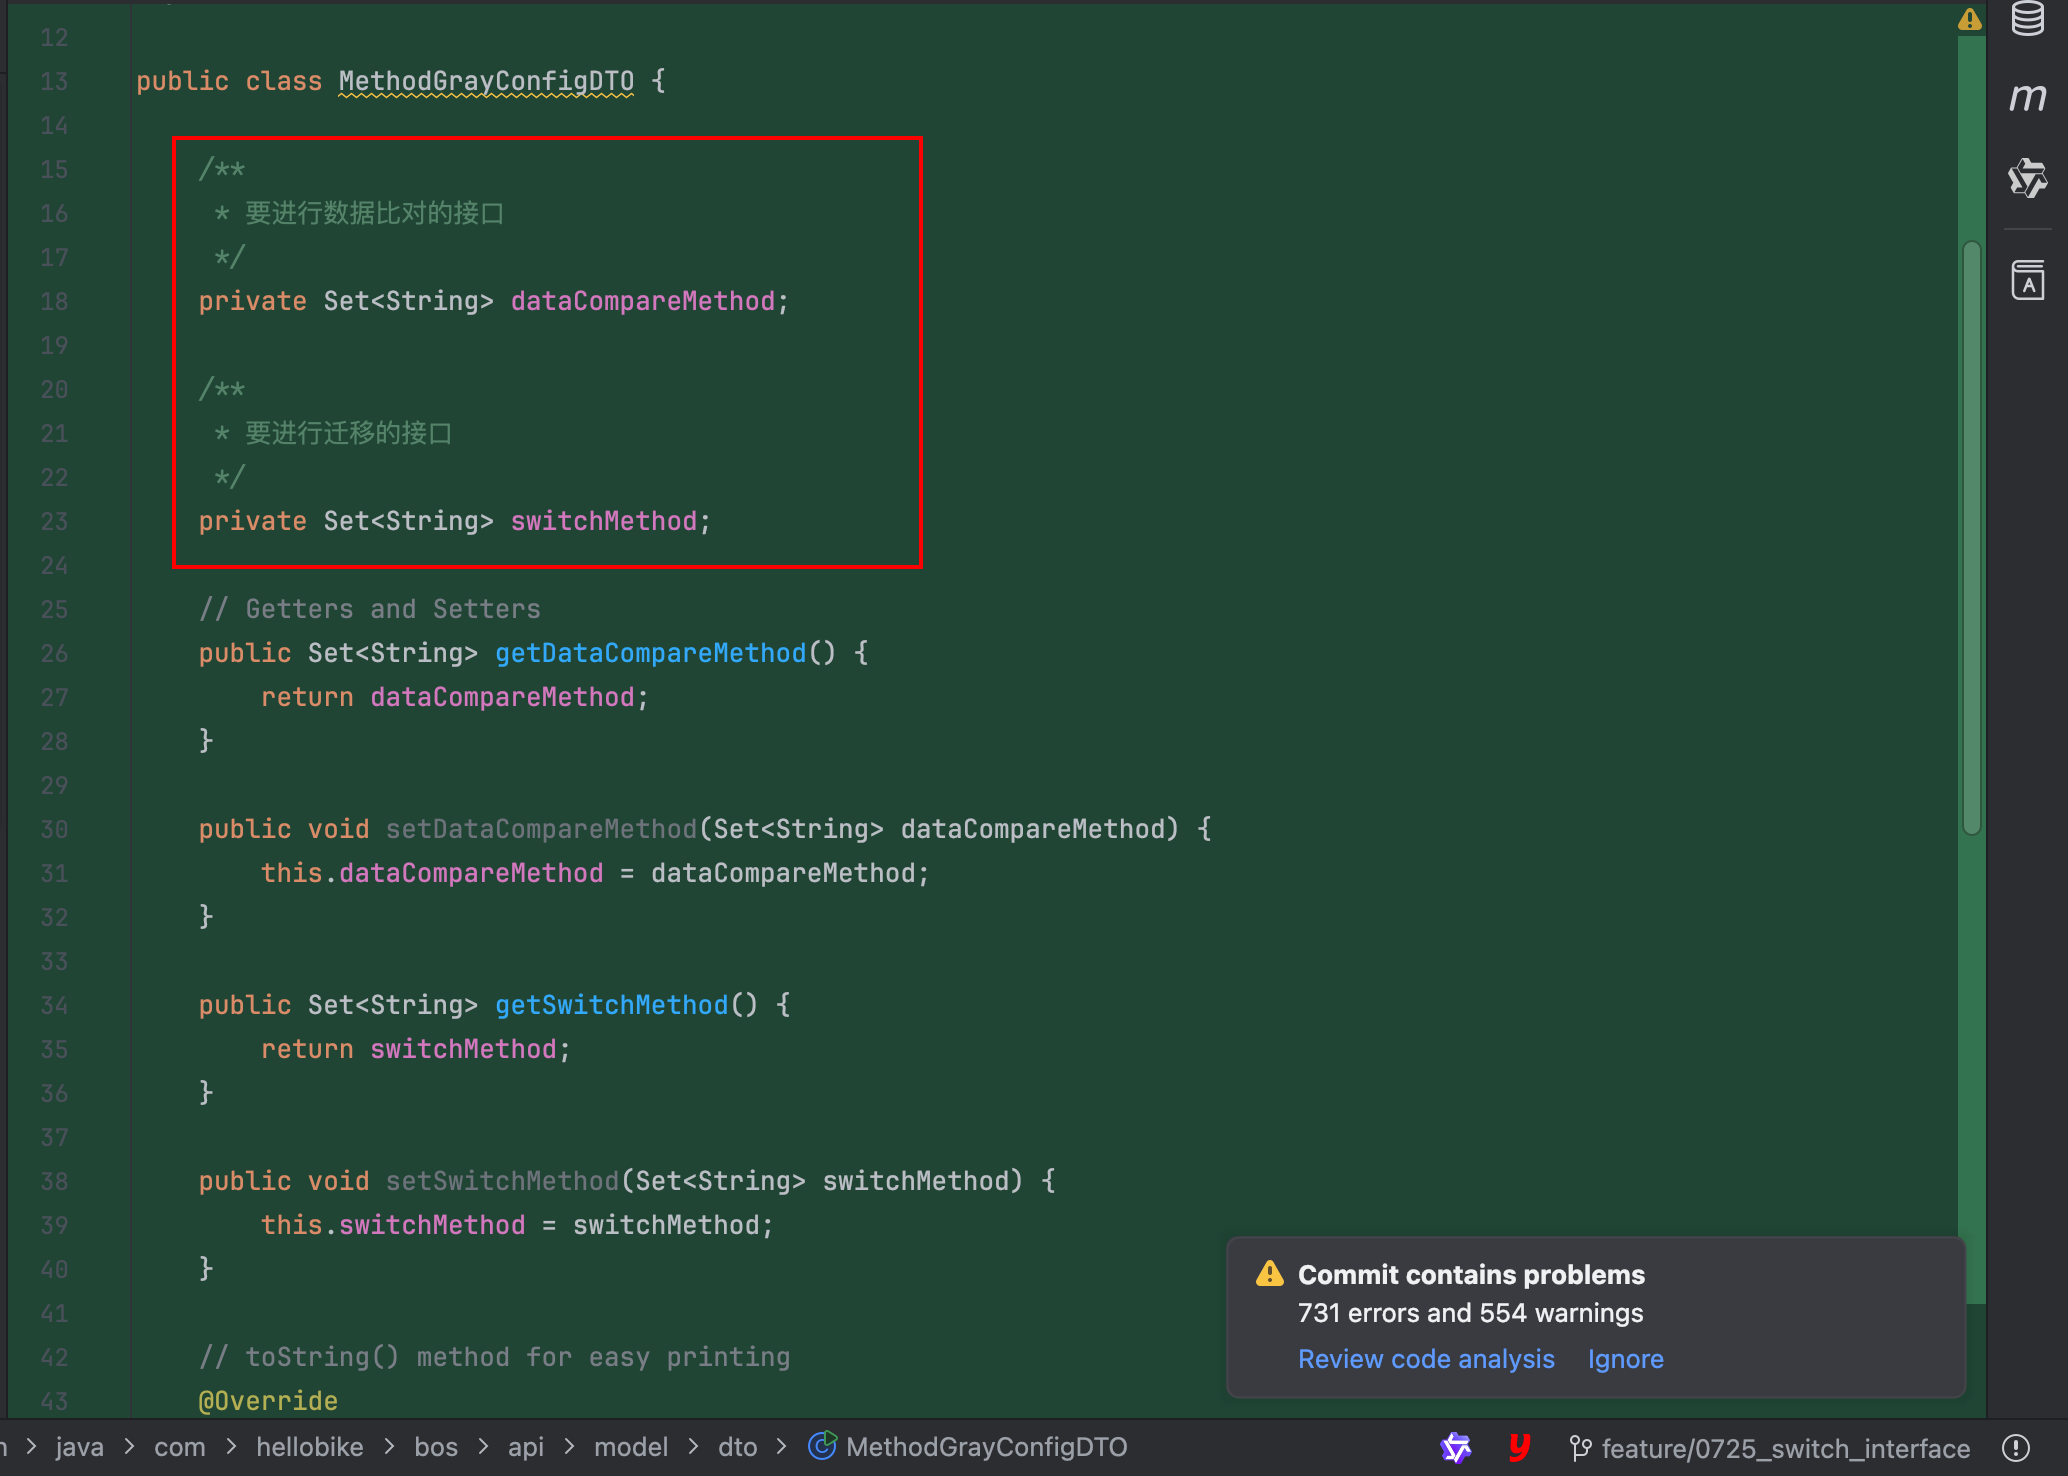 12
13 public class MethodGrayConfigDTO {
14
15 /**
16 * 要进行数据比对的接口
17 */
18 private Set<String> dataCompareMethod;
19
20 /**
21 * 要进行迁移的接口
22 */
23 private Set<String> switchMethod;
24
25 // Getters and Setters
26 public Set<String> getDataCompareMethod() {
27 return dataCompareMethod;
28 }
29
30 public void setDataCompareMethod(Set<String> dataCompareMethod) {
31 this.dataCompareMethod = dataCompareMethod;
32 }
33
34 public Set<String> getSwitchMethod() {
35 return switchMethod;
36 }
37
38 public void setSwitchMethod(Set<String> switchMethod) {
39 this.switchMethod = switchMethod;
40 }
41
42 // toString() method for easy printing
43 @Override
m
A
Commit contains problems
731 errors and 554 warnings
Review code analysis Ignore
> java > com > hellobike > bos > api > model > dto > MethodGrayConfigDTO
y feature/0725_switch_interface